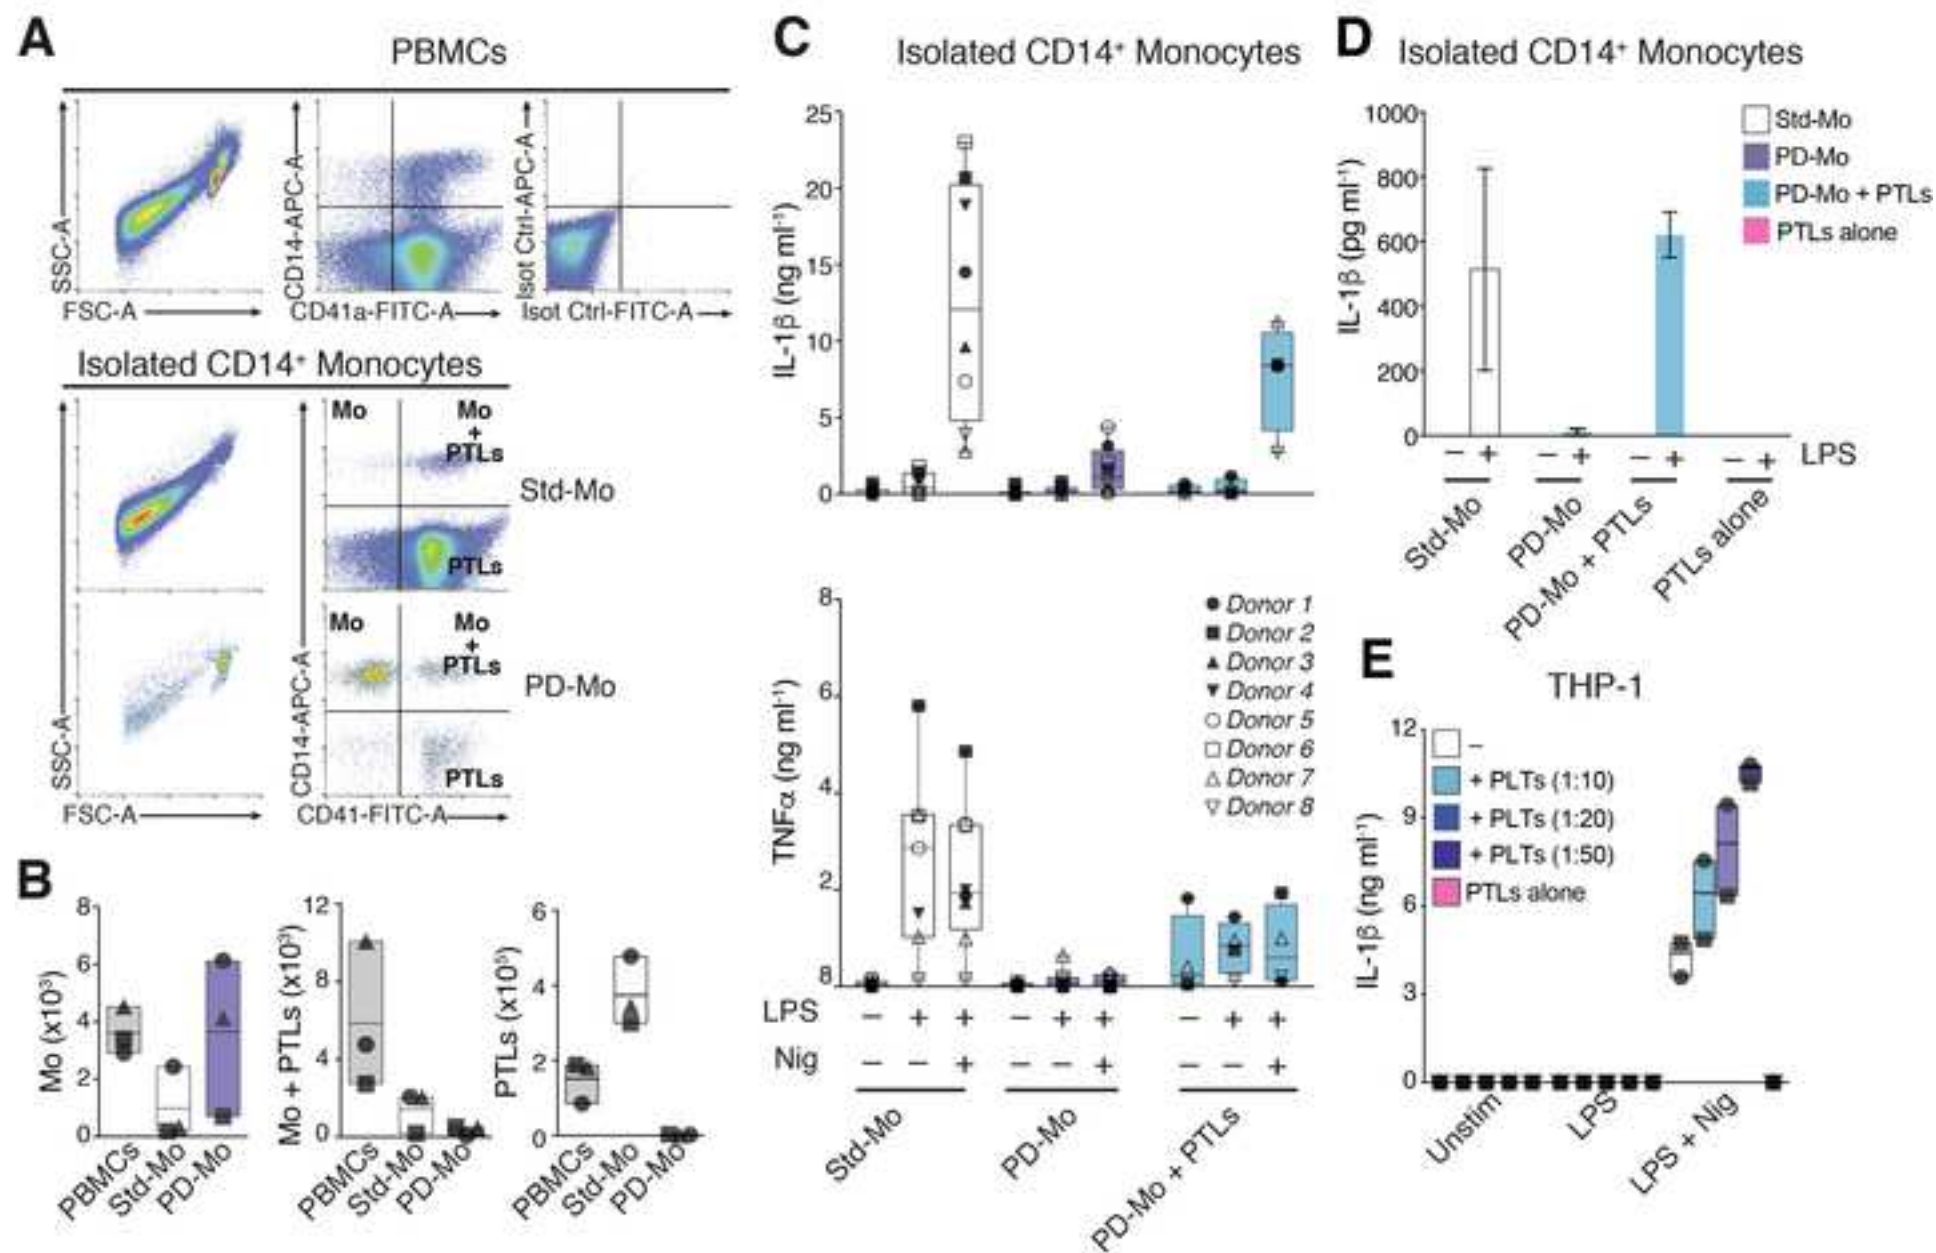 A
PBMCs
SSC-A
FSC-A
CD14-APC-A
CD41a-FITC-A
Isot Ctrl-APC-A
Isot Ctrl-FITC-A
Isolated CD14⁺ Monocytes
SSC-A
FSC-A
CD14-APC-A
CD41-FITC-A
Mo
Mo
+
PTLs
PTLs
Std-Mo
Mo
Mo
+
PTLs
PTLs
PD-Mo
B
Mo (x10³)
8
6
4
2
0
PBMCs
Std-Mo
PD-Mo
Mo + PTLs (x10³)
12
8
4
0
PBMCs
Std-Mo
PD-Mo
PTLs (x10⁵)
6
4
2
0
PBMCs
Std-Mo
PD-Mo
C
Isolated CD14⁺ Monocytes
IL-1β (ng ml⁻¹)
25
20
15
10
5
0
TNFα (ng ml⁻¹)
8
6
4
2
8
Donor 1
Donor 2
Donor 3
Donor 4
Donor 5
Donor 6
Donor 7
Donor 8
LPS − + + − + + − + +
Nig − − + − − + − − +
Std-Mo
PD-Mo
PD-Mo + PTLs
D
Isolated CD14⁺ Monocytes
IL-1β (pg ml⁻¹)
1000
800
600
400
200
0
Std-Mo
PD-Mo
PD-Mo + PTLs
PTLs alone
− + − + − + − + LPS
Std-Mo
PD-Mo
PD-Mo + PTLs
PTLs alone
E
THP-1
IL-1β (ng ml⁻¹)
12
9
6
3
0
−
+ PLTs (1:10)
+ PLTs (1:20)
+ PLTs (1:50)
PTLs alone
Unstim
LPS
LPS + Nig